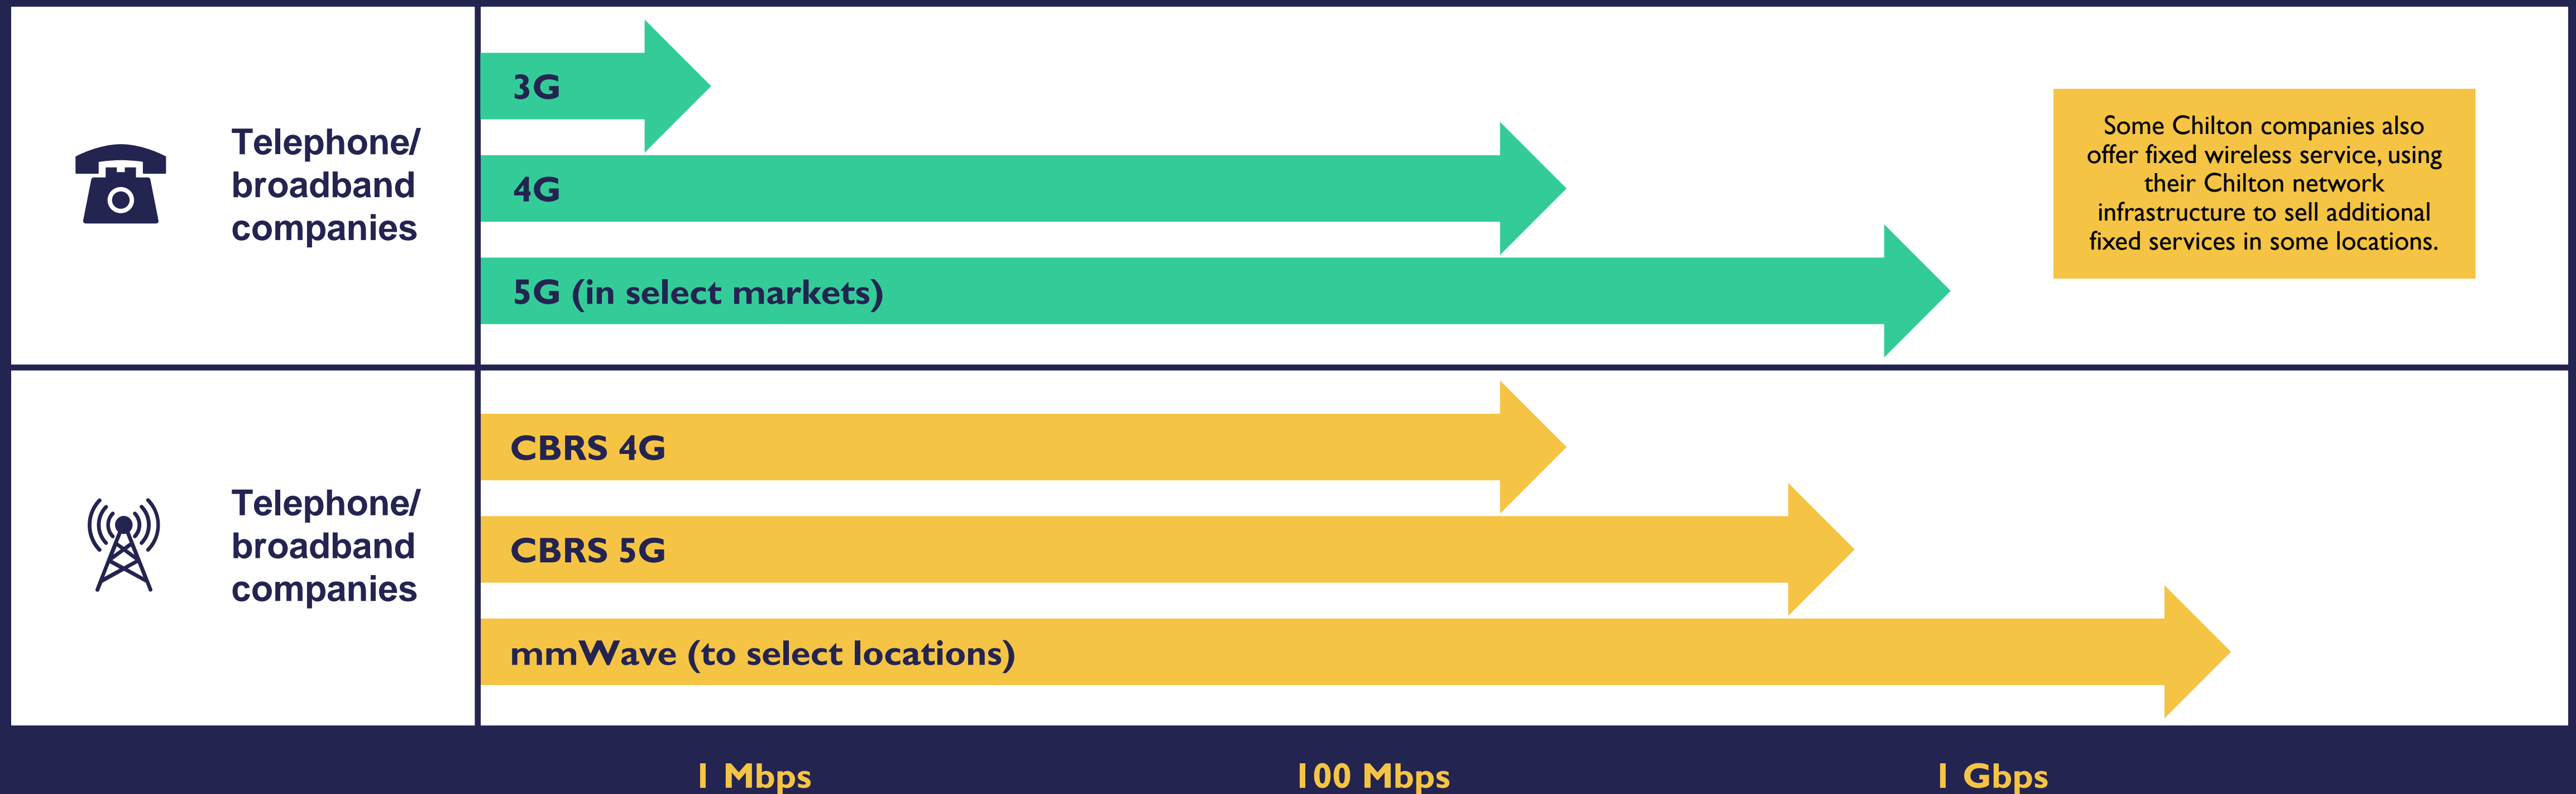 Telephone/
broadband
companies
3G
4G
5G (in select markets)
Some Chilton companies also
offer fixed wireless service, using
their Chilton network
infrastructure to sell additional
fixed services in some locations.
Telephone/
broadband
companies
CBRS 4G
CBRS 5G
mmWave (to select locations)
1 Mbps
100 Mbps
1 Gbps